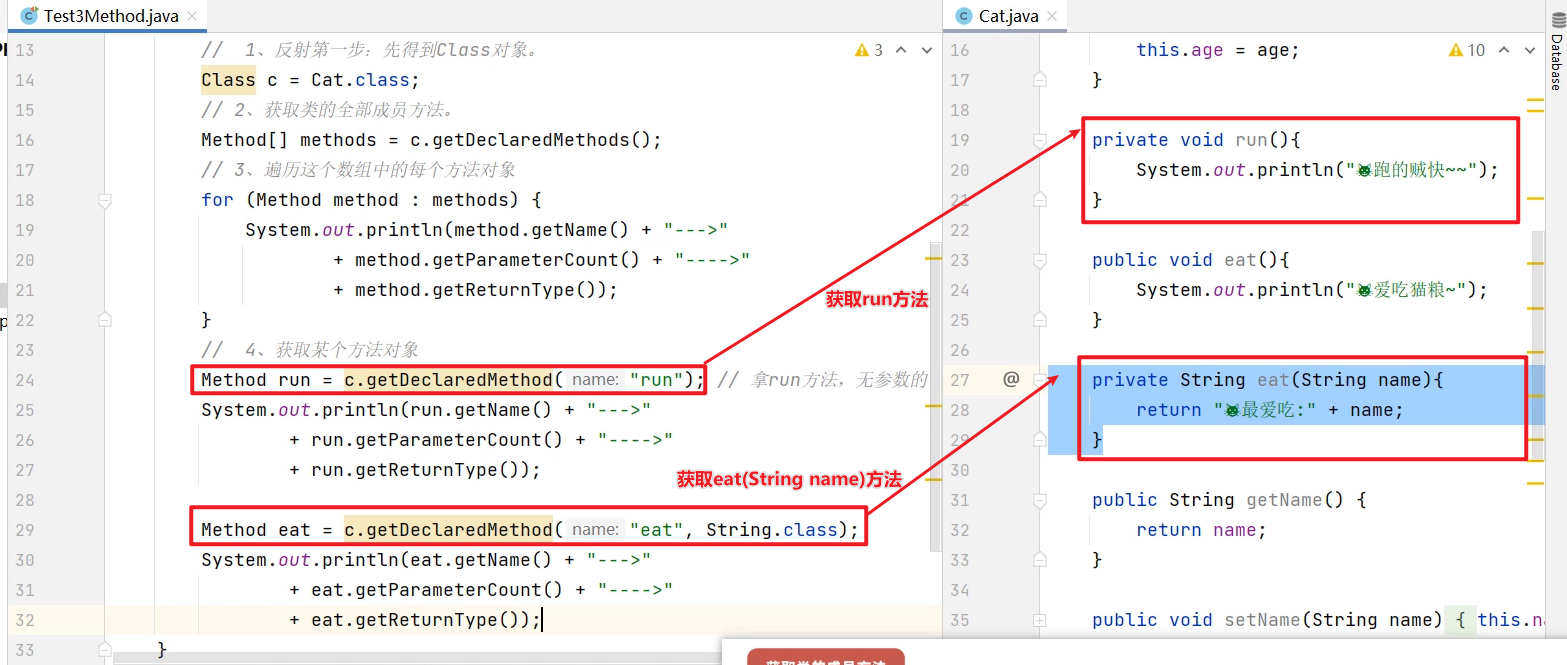 Test3Method.java
13 // 1、反射第一步：先得到Class对象。
3
14 Class c = Cat.class;
15 // 2、获取类的全部成员方法。
16 Method[] methods = c.getDeclaredMethods();
17 // 3、遍历这个数组中的每个方法对象
18 for (Method method : methods) {
19 System.out.println(method.getName() + "--->"
20 + method.getParameterCount() + "---->"
21 + method.getReturnType());
22 }
23 // 4、获取某个方法对象
24 Method run = c.getDeclaredMethod( name: "run"); // 拿run方法，无参数的
25 System.out.println(run.getName() + "--->"
26 + run.getParameterCount() + "---->"
27 + run.getReturnType());
28
29 Method eat = c.getDeclaredMethod( name: "eat", String.class);
30 System.out.println(eat.getName() + "--->"
31 + eat.getParameterCount() + "---->"
32 + eat.getReturnType());
33 }
获取run方法
获取eat(String name)方法
Cat.java
16 this.age = age;
10
17 }
18
19 private void run(){
20 System.out.println("🐱跑的贼快~~");
21 }
22
23 public void eat(){
24 System.out.println("🐱爱吃猫粮~");
25 }
26
27 @ private String eat(String name){
28 return "🐱最爱吃:" + name;
29 }
30
31 public String getName() {
32 return name;
33 }
34
35 public void setName(String name) { this.na
Database